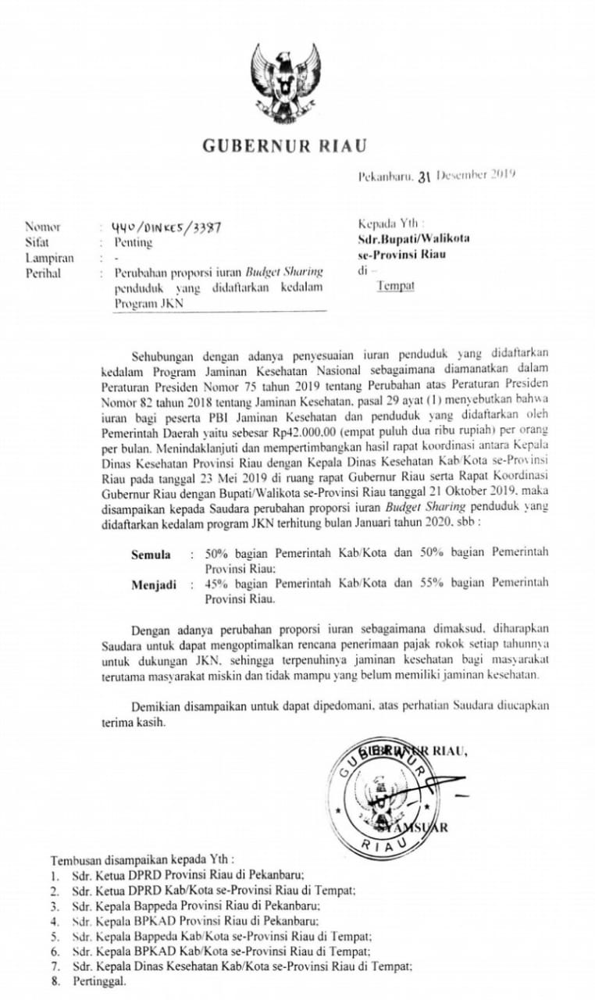 GUBERNUR RIAU
Pekanbaru, 31 Desember 2019
Nomor : 440/DINKES/3387
Sifat : Penting
Lampiran : -
Perihal : Perubahan proporsi iuran Budget Sharing
penduduk yang didaftarkan kedalam
Program JKN
Kepada Yth :
Sdr.Bupati/Walikota
se-Provinsi Riau
di –
Tempat
Sehubungan dengan adanya penyesuaian iuran penduduk yang didaftarkan
kedalam Program Jaminan Kesehatan Nasional sebagaimana diamanatkan dalam
Peraturan Presiden Nomor 75 tahun 2019 tentang Perubahan atas Peraturan Presiden
Nomor 82 tahun 2018 tentang Jaminan Kesehatan, pasal 29 ayat (1) menyebutkan bahwa
iuran bagi peserta PBI Jaminan Kesehatan dan penduduk yang didaftarkan oleh
Pemerintah Daerah yaitu sebesar Rp42.000.00 (empat puluh dua ribu rupiah) per orang
per bulan. Menindaklanjuti dan mempertimbangkan hasil rapat koordinasi antara Kepala
Dinas Kesehatan Provinsi Riau dengan Kepala Dinas Kesehatan Kab/Kota se-Provinsi
Riau pada tanggal 23 Mei 2019 di ruang rapat Gubernur Riau serta Rapat Koordinasi
Gubernur Riau dengan Bupati/Walikota se-Provinsi Riau tanggal 21 Oktober 2019, maka
disampaikan kepada Saudara perubahan proporsi iuran Budget Sharing penduduk yang
didaftarkan kedalam program JKN terhitung bulan Januari tahun 2020, sbb :
Semula : 50% bagian Pemerintah Kab/Kota dan 50% bagian Pemerintah
Provinsi Riau;
Menjadi : 45% bagian Pemerintah Kab/Kota dan 55% bagian Pemerintah
Provinsi Riau.
Dengan adanya perubahan proporsi iuran sebagaimana dimaksud, diharapkan
Saudara untuk dapat mengoptimalkan rencana penerimaan pajak rokok setiap tahunnya
untuk dukungan JKN, sehingga terpenuhinya jaminan kesehatan bagi masyarakat
terutama masyarakat miskin dan tidak mampu yang belum memiliki jaminan kesehatan.
Demikian disampaikan untuk dapat dipedomani, atas perhatian Saudara diucapkan
terima kasih.
GUBERNUR RIAU,
GUBERNUR
RIAU
SYAMSUAR
Tembusan disampaikan kepada Yth :
1. Sdr. Ketua DPRD Provinsi Riau di Pekanbaru;
2. Sdr. Ketua DPRD Kab/Kota se-Provinsi Riau di Tempat;
3. Sdr. Kepala Bappeda Provinsi Riau di Pekanbaru;
4. Sdr. Kepala BPKAD Provinsi Riau di Pekanbaru;
5. Sdr. Kepala Bappeda Kab/Kota se-Provinsi Riau di Tempat;
6. Sdr. Kepala BPKAD Kab/Kota se-Provinsi Riau di Tempat;
7. Sdr. Kepala Dinas Kesehatan Kab/Kota se-Provinsi Riau di Tempat;
8. Pertinggal.